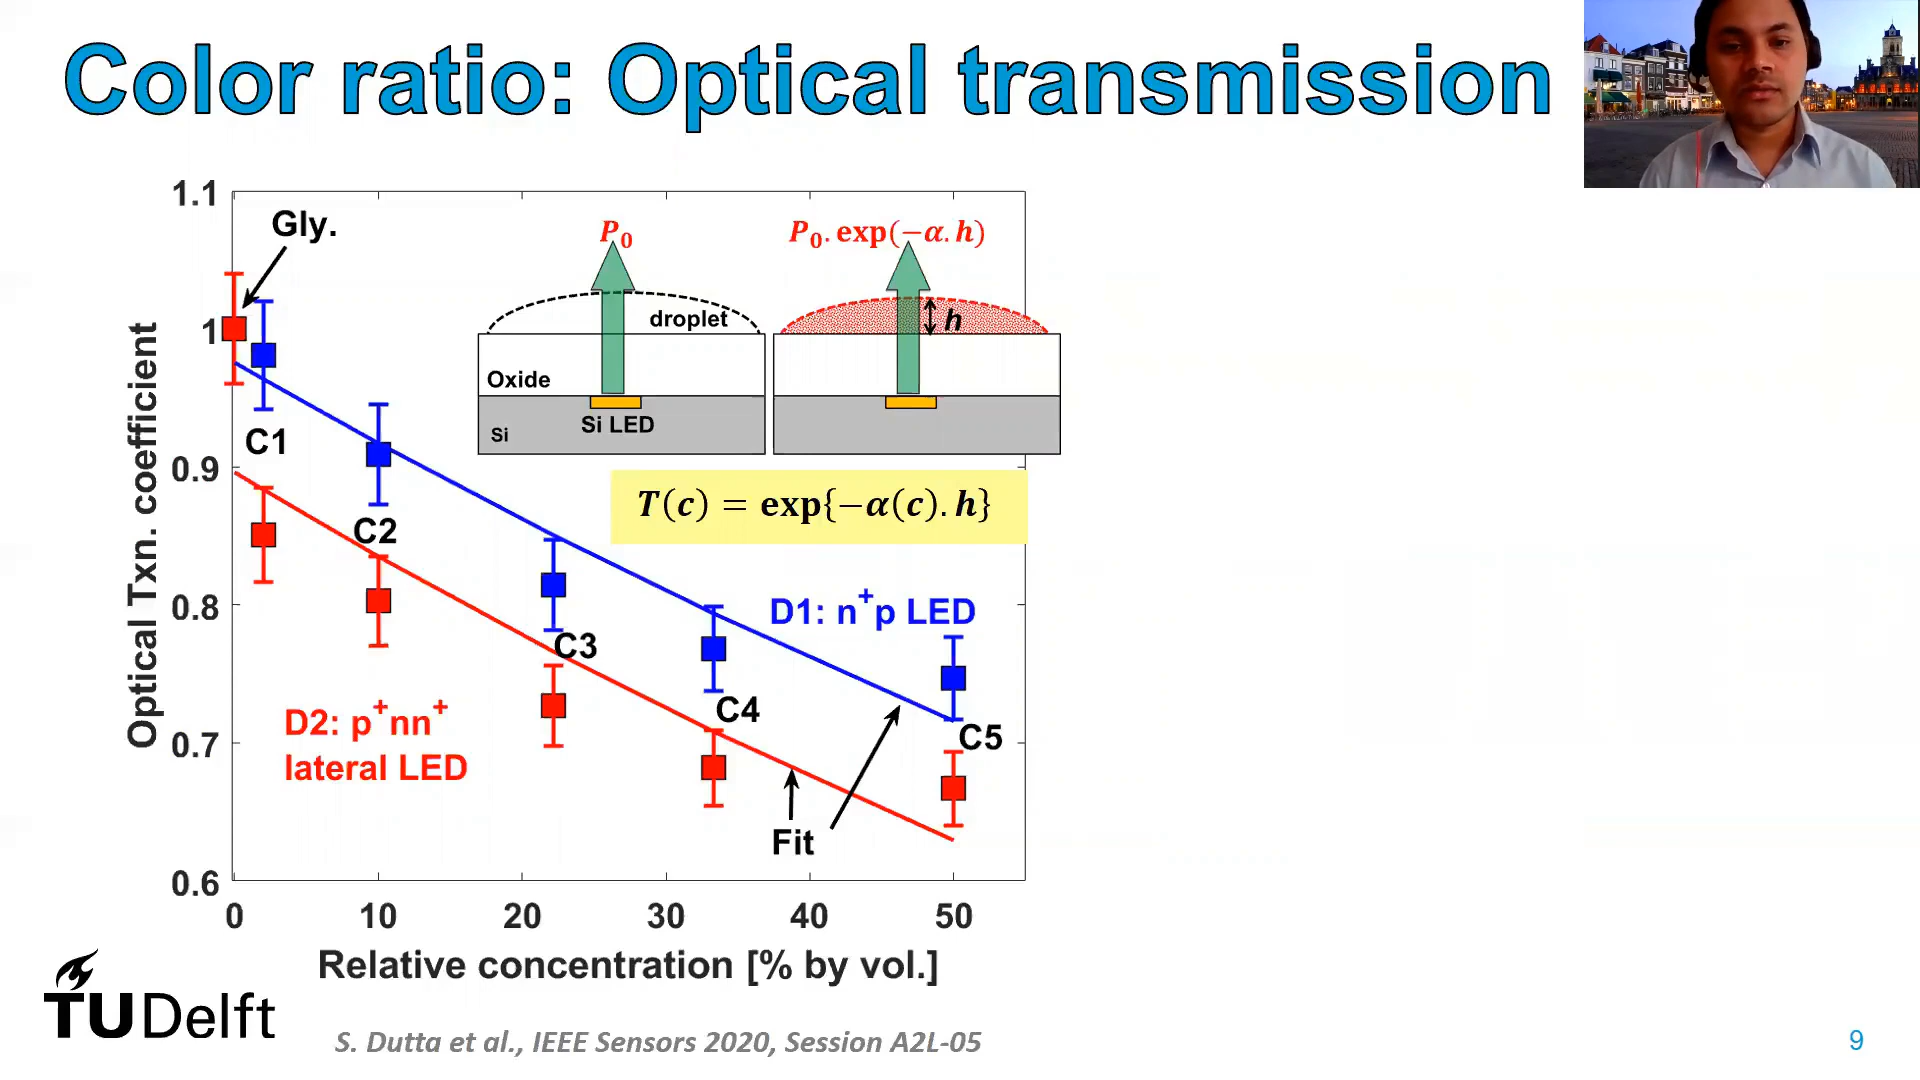 Color ratio: Optical transmission
1.1
1
0.9
0.8
0.7
0.6
Optical Txn. coefficient
Gly.
P₀
P₀.exp(−α.h)
droplet
h
Oxide
Si LED
Si
T(c) = exp{−α(c).h}
C1
C2
C3
C4
C5
D1: n⁺p LED
D2: p⁺nn⁺
lateral LED
Fit
0 10 20 30 40 50
Relative concentration [% by vol.]
TUDelft
S. Dutta et al., IEEE Sensors 2020, Session A2L-05
9